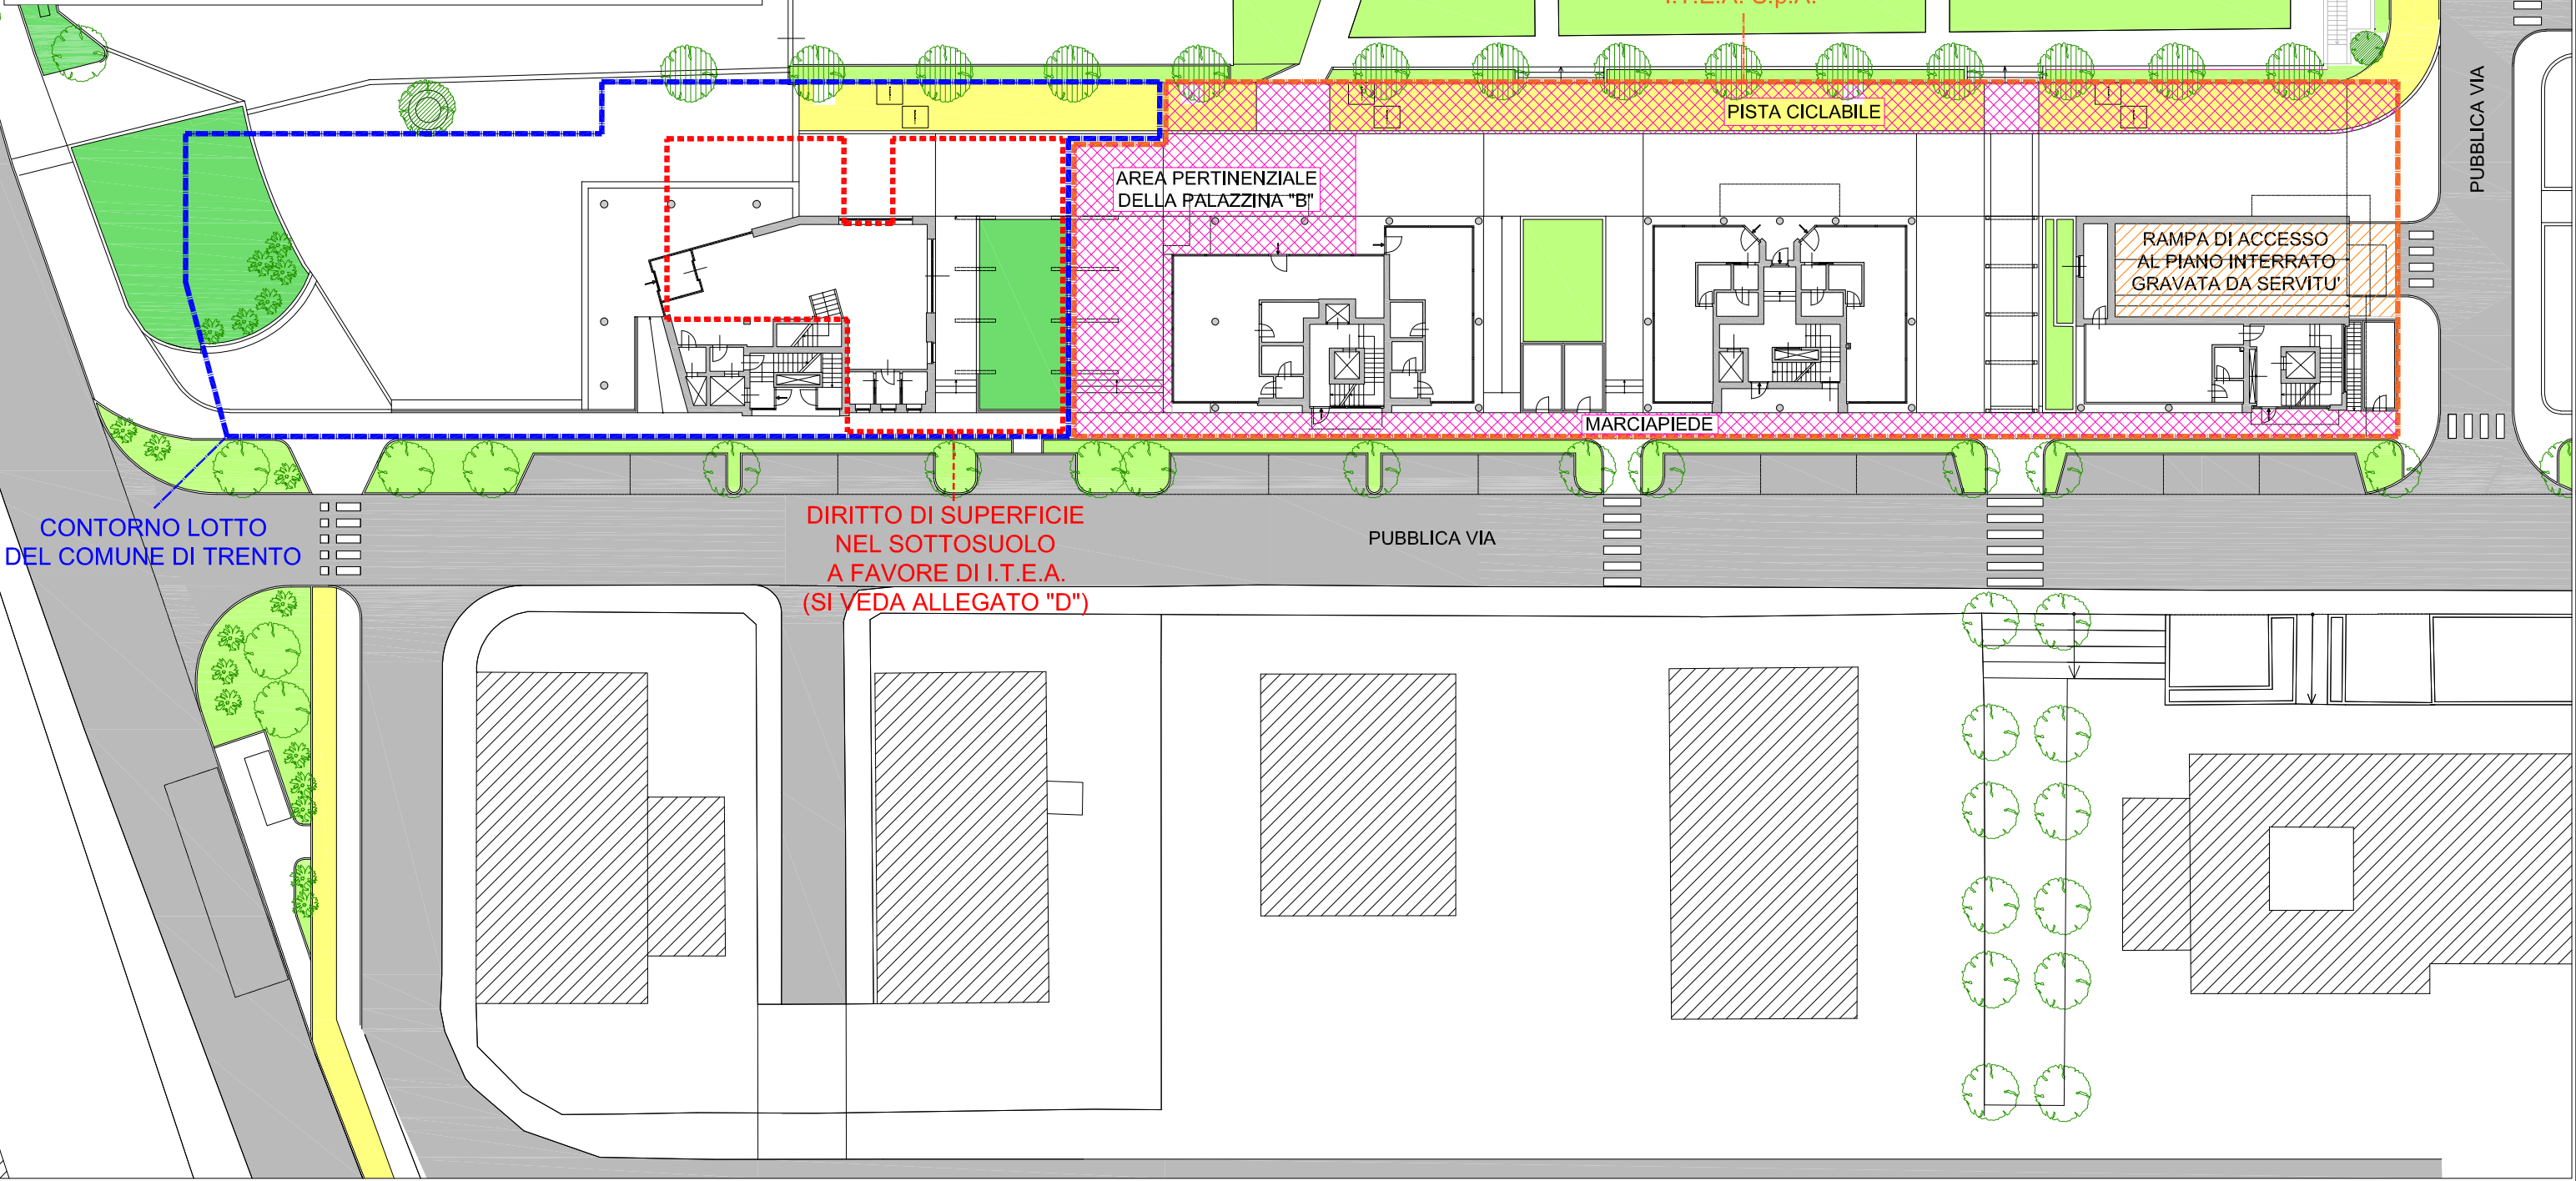 I.T.E.A. S.p.A.
PISTA CICLABILE
PUBBLICA VIA
AREA PERTINENZIALE
DELLA PALAZZINA "B"
RAMPA DI ACCESSO
AL PIANO INTERRATO
GRAVATA DA SERVITU'
MARCIAPIEDE
CONTORNO LOTTO
DEL COMUNE DI TRENTO
DIRITTO DI SUPERFICIE
NEL SOTTOSUOLO
A FAVORE DI I.T.E.A.
(SI VEDA ALLEGATO "D")
PUBBLICA VIA